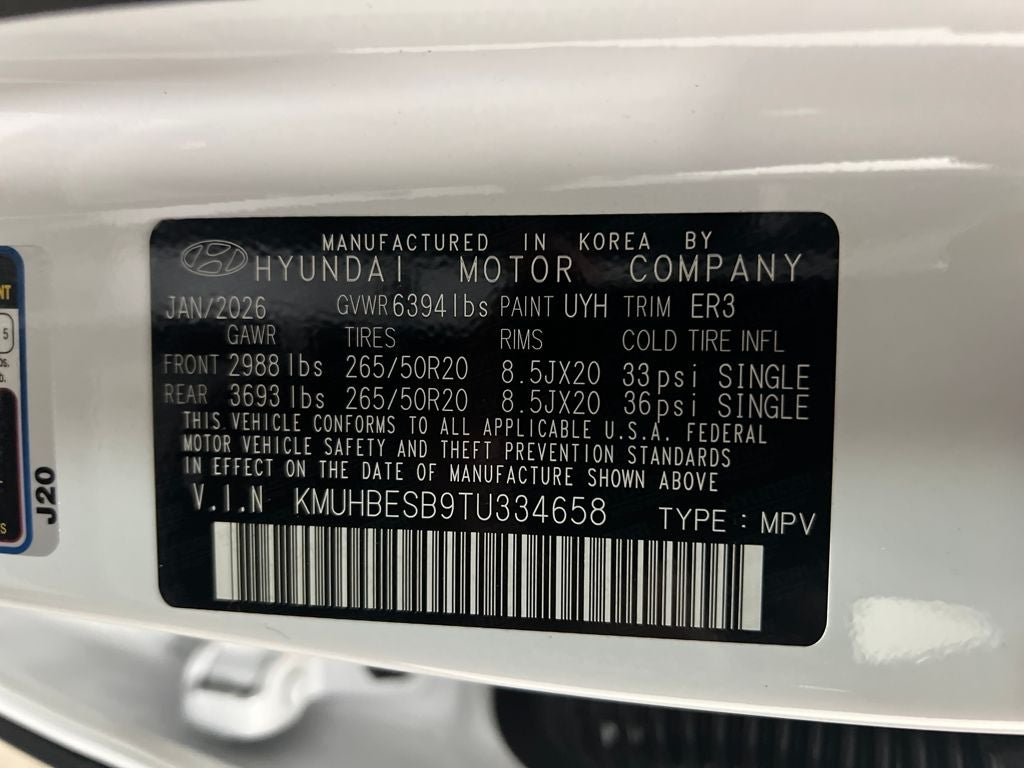 MANUFACTURED IN KOREA BY
HYUNDAI MOTOR COMPANY
JAN/2026 GVWR 6394 lbs PAINT UYH TRIM ER3
GAWR TIRES RIMS COLD TIRE INFL
FRONT 2988 lbs 265/50R20 8.5JX20 33psi SINGLE
REAR 3693 lbs 265/50R20 8.5JX20 36psi SINGLE
THIS VEHICLE CONFORMS TO ALL APPLICABLE U.S.A. FEDERAL
MOTOR VEHICLE SAFETY AND THEFT PREVENTION STANDARDS
IN EFFECT ON THE DATE OF MANUFACTURE SHOWN ABOVE
V.I.N KMUHBESB9TU334658 TYPE : MPV
5
J20